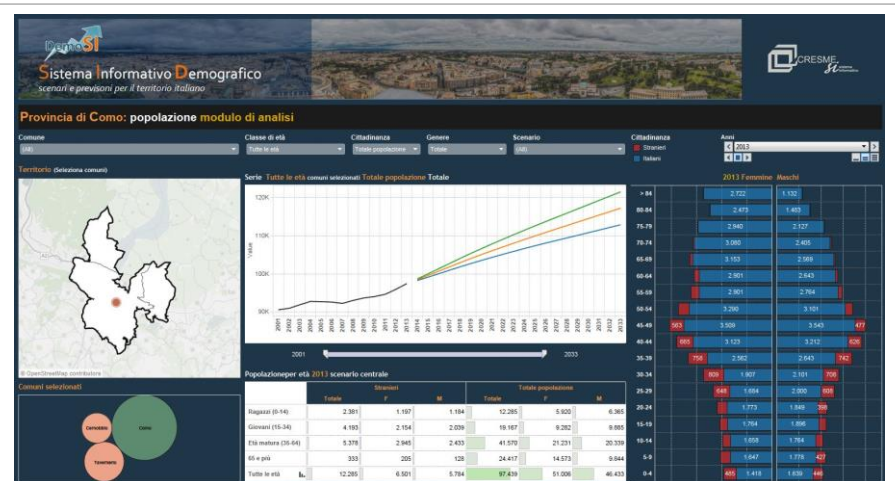 DemoSI
Sistema Informativo Demografico
scenari e previsoni per il territorio italiano
CRESME
Si
Provincia di Como: popolazione modulo di analisi
Comune
(All)
Classe di età
Tutte le età
Cittadinanza
Totale popolazione
Genere
Totale
Scenario
(All)
Cittadinanza
Stranieri
Italiani
Anni
2013
Territorio (Seleziona comuni)
© OpenStreetMap contributors
Serie Tutte le età comuni selezionati Totale popolazione Totale
Value
120K
110K
100K
90K
2001 2002 2003 2004 2005 2006 2007 2008 2009 2010 2011 2012 2013 2014 2015 2016 2017 2018 2019 2020 2021 2022 2023 2024 2025 2026 2027 2028 2029 2030 2031 2032 2033
2001 2033
2013 Femmine Maschi
> 84 2.722 1.132
80-84 2.473 1.483
75-79 2.940 2.127
70-74 3.080 2.405
65-69 3.153 2.569
60-64 2.901 2.643
55-59 2.901 2.764
50-54 3.200 3.101
45-49 563 3.509 3.543 477
40-44 665 3.123 3.212 626
35-39 758 2.582 2.643 742
30-34 809 1.907 2.101 708
25-29 648 1.664 2.000 608
20-24 1.773 1.849 398
15-19 1.764 1.896
10-14 1.658 1.764
5-9 1.647 1.778 427
0-4 465 1.418 1.639 446
Comuni selezionati
Cernobbio
Como
Tavernerio
Popolazioneper età 2013 scenario centrale
Stranieri Totale popolazione
Totale F M Totale F M
Ragazzi (0-14) 2.381 1.197 1.184 12.285 5.920 6.365
Giovani (15-34) 4.193 2.154 2.039 19.167 9.282 9.885
Età matura (35-64) 5.378 2.945 2.433 41.570 21.231 20.339
65 e più 333 205 128 24.417 14.573 9.844
Tutte le età 12.285 6.501 5.784 97.439 51.006 46.433